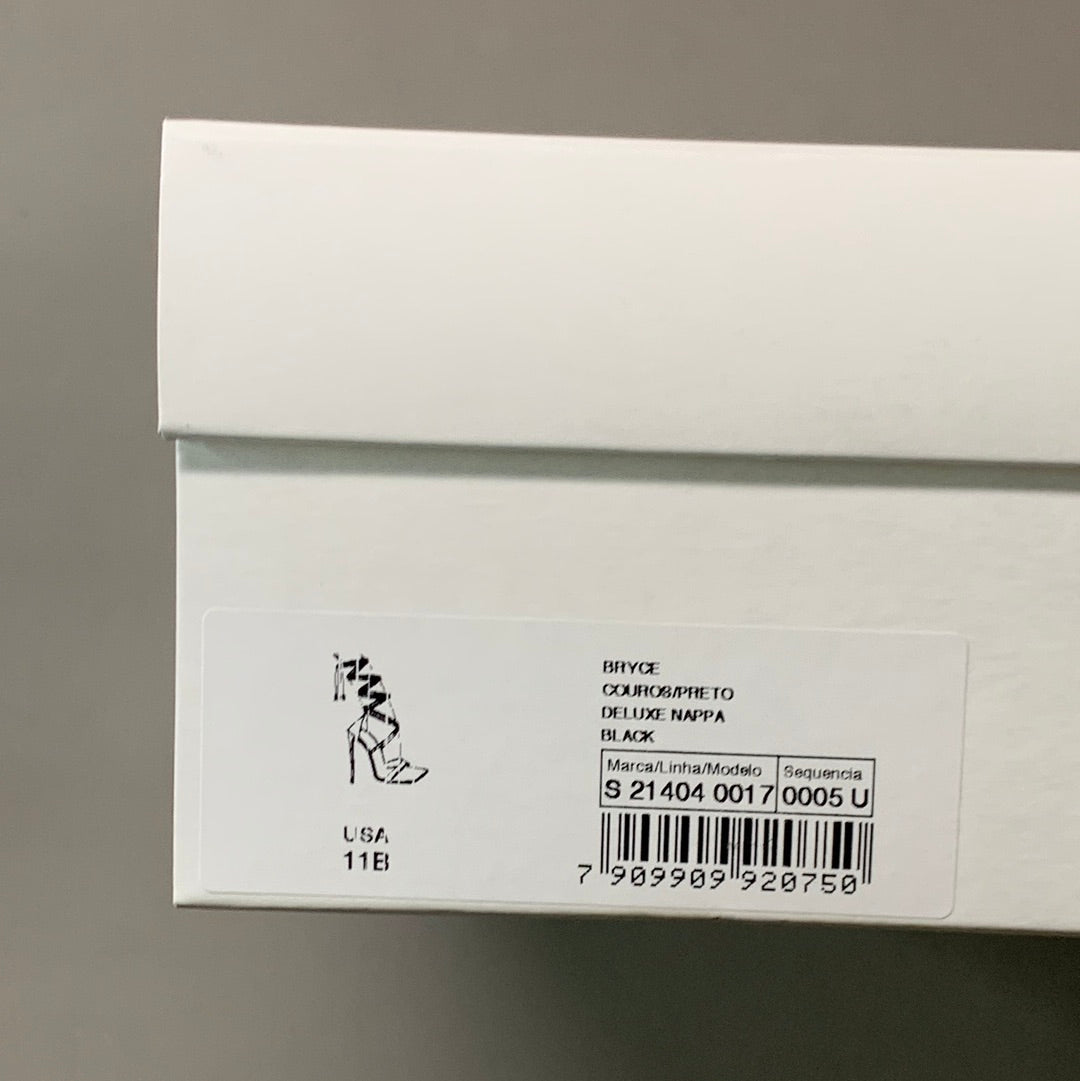 BRYCE
COUROS/PRETO
DELUXE NAPPA
BLACK
Marca/Linha/Modelo Sequencia
S 21404 0017 0005 U
USA
11B
7 909909 920750